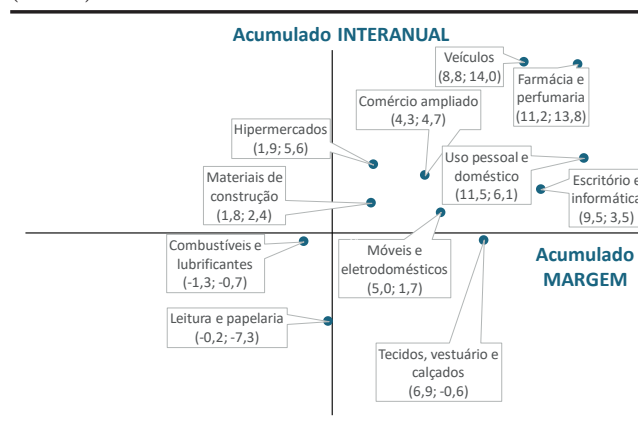 Acumulado INTERANUAL
Veículos
(8,8; 14,0)
Farmácia e
perfumaria
(11,2; 13,8)
Comércio ampliado
(4,3; 4,7)
Hipermercados
(1,9; 5,6)
Uso pessoal e
doméstico
(11,5; 6,1)
Materiais de
construção
(1,8; 2,4)
Escritório e
informática
(9,5; 3,5)
Combustíveis e
lubrificantes
(-1,3; -0,7)
Móveis e
eletrodomésticos
(5,0; 1,7)
Acumulado
MARGEM
Leitura e papelaria
(-0,2; -7,3)
Tecidos, vestuário e
calçados
(6,9; -0,6)